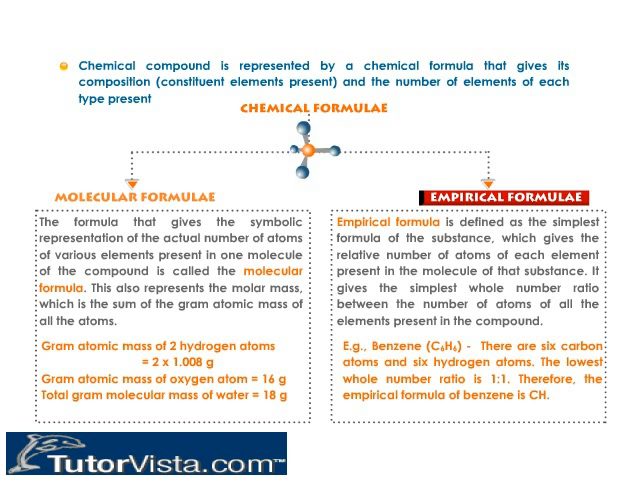 Chemical compound is represented by a chemical formula that gives its
composition (constituent elements present) and the number of elements of each
type present
CHEMICAL FORMULAE
MOLECULAR FORMULAE
The formula that gives the symbolic
representation of the actual number of atoms
of various elements present in one molecule
of the compound is called the molecular
formula. This also represents the molar mass,
which is the sum of the gram atomic mass of
all the atoms.
Gram atomic mass of 2 hydrogen atoms
= 2 x 1.008 g
Gram atomic mass of oxygen atom = 16 g
Total gram molecular mass of water = 18 g
EMPIRICAL FORMULAE
Empirical formula is defined as the simplest
formula of the substance, which gives the
relative number of atoms of each element
present in the molecule of that substance. It
gives the simplest whole number ratio
between the number of atoms of all the
elements present in the compound.
E.g., Benzene (C₆H₆) - There are six carbon
atoms and six hydrogen atoms. The lowest
whole number ratio is 1:1. Therefore, the
empirical formula of benzene is CH.
TutorVista.com™